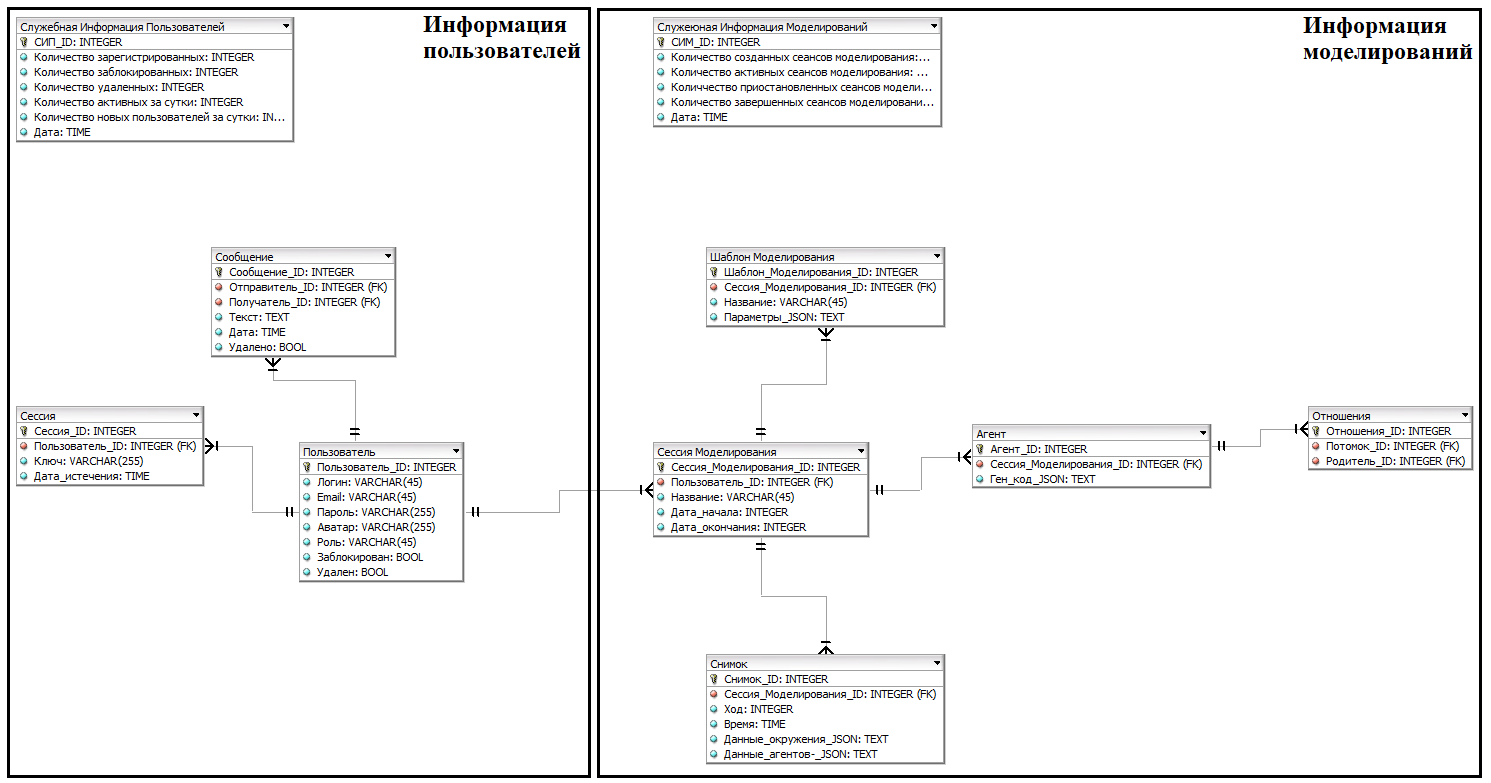 Информация
пользователей
Служебная Информация Пользователей
СИП_ID: INTEGER
Количество зарегистрированных: INTEGER
Количество заблокированных: INTEGER
Количество удаленных: INTEGER
Количество активных за сутки: INTEGER
Количество новых пользователей за сутки: IN...
Дата: TIME
Сообщение
Сообщение_ID: INTEGER
Отправитель_ID: INTEGER (FK)
Получатель_ID: INTEGER (FK)
Текст: TEXT
Дата: TIME
Удалено: BOOL
Сессия
Сессия_ID: INTEGER
Пользователь_ID: INTEGER (FK)
Ключ: VARCHAR(255)
Дата_истечения: TIME
Пользователь
Пользователь_ID: INTEGER
Логин: VARCHAR(45)
Email: VARCHAR(45)
Пароль: VARCHAR(255)
Аватар: VARCHAR(255)
Роль: VARCHAR(45)
Заблокирован: BOOL
Удален: BOOL
Информация
моделирований
Служеюная Информация Моделирований
СИМ_ID: INTEGER
Количество созданных сеансов моделирования:...
Количество активных сеансов моделирования: ...
Количество приостановленных сеансов модели...
Количество завершенных сеансов моделировани...
Дата: TIME
Шаблон Моделирования
Шаблон_Моделирования_ID: INTEGER
Сессия_Моделирования_ID: INTEGER (FK)
Название: VARCHAR(45)
Параметры_JSON: TEXT
Сессия Моделирования
Сессия_Моделирования_ID: INTEGER
Пользователь_ID: INTEGER (FK)
Название: VARCHAR(45)
Дата_начала: INTEGER
Дата_окончания: INTEGER
Агент
Агент_ID: INTEGER
Сессия_Моделирования_ID: INTEGER (FK)
Ген_код_JSON: TEXT
Отношения
Отношения_ID: INTEGER
Потомок_ID: INTEGER (FK)
Родитель_ID: INTEGER (FK)
Снимок
Снимок_ID: INTEGER
Сессия_Моделирования_ID: INTEGER (FK)
Ход: INTEGER
Время: TIME
Данные_окружения_JSON: TEXT
Данные_агентов-_JSON: TEXT